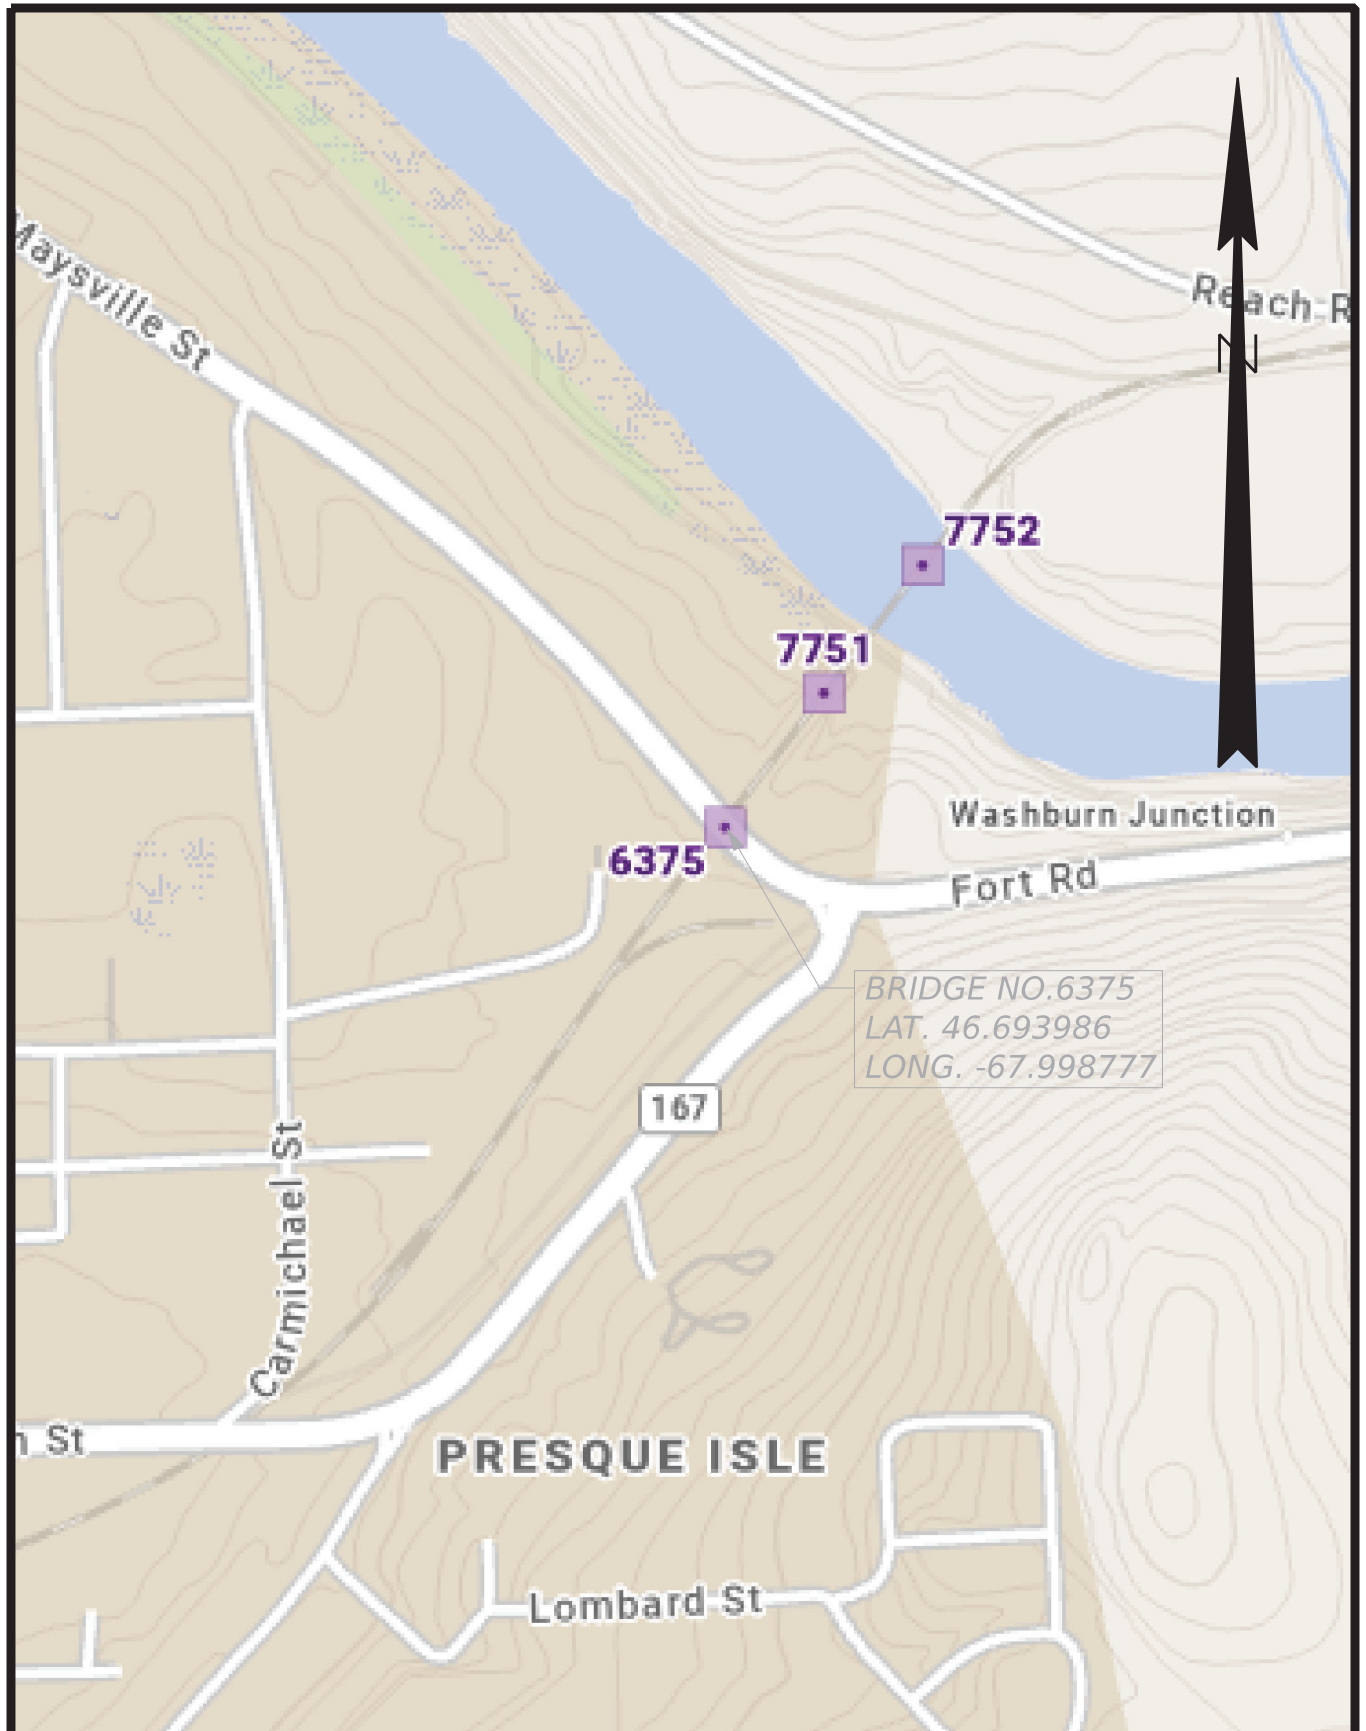 Maysville St
Reach R
N
7752
7751
Washburn Junction
6375
Fort Rd
BRIDGE NO.6375
LAT. 46.693986
LONG. -67.998777
167
Carmichael St
n St
PRESQUE ISLE
Lombard St